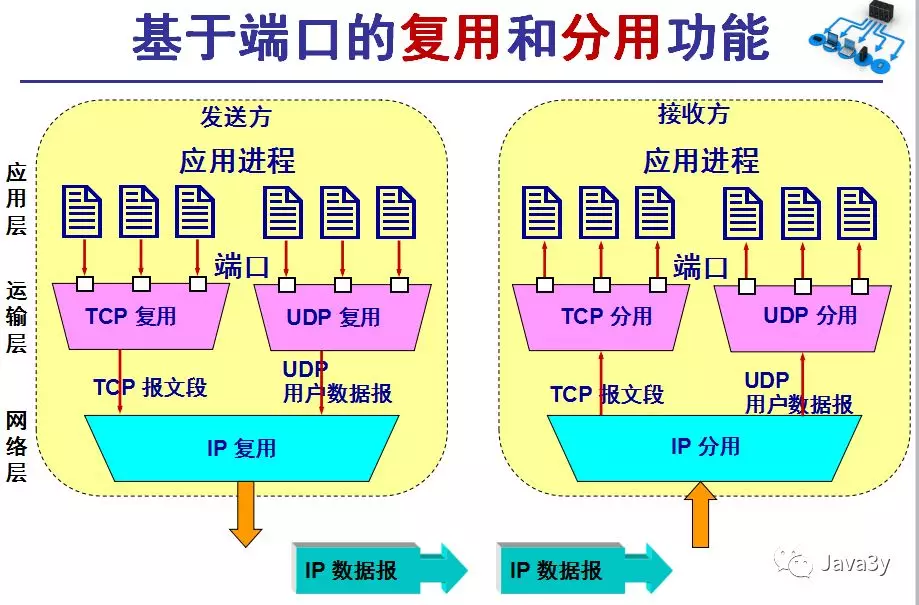 基于端口的复用和分用功能
发送方
应用进程
端口
TCP 复用
UDP 复用
TCP 报文段
UDP
用户数据报
IP 复用
接收方
应用进程
端口
TCP 分用
UDP 分用
TCP 报文段
UDP
用户数据报
IP 分用
应用层
运输层
网络层
IP 数据报
IP 数据报
Java3y